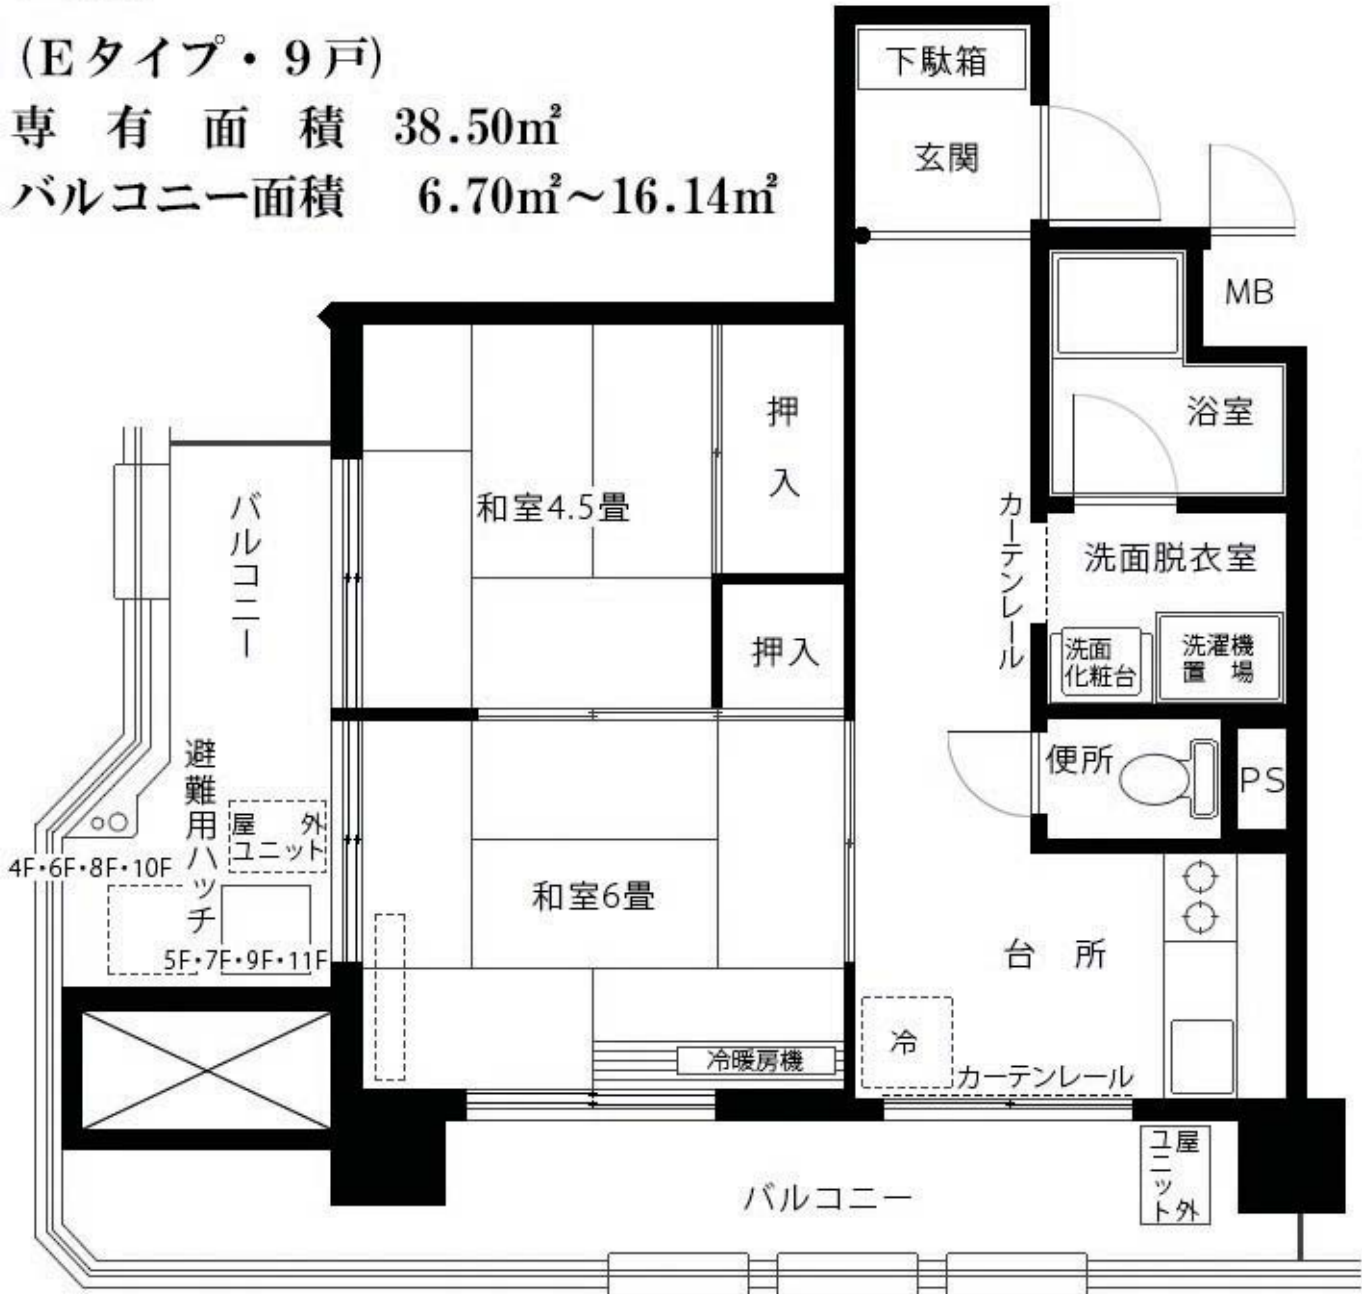 (Eタイプ・9戸)
専有面積 38.50㎡
バルコニー面積 6.70㎡～16.14㎡
下駄箱
玄関
MB
浴室
押入
和室4.5畳
カーテンレール
洗面脱衣室
バルコニー
押入
洗面
化粧台
洗濯機
置場
避難用ハッチ
便所
PS
屋外
ユニット
4F・6F・8F・10F
和室6畳
5F・7F・9F・11F
台所
冷
冷暖房機
カーテンレール
バルコニー
屋外
ユニット